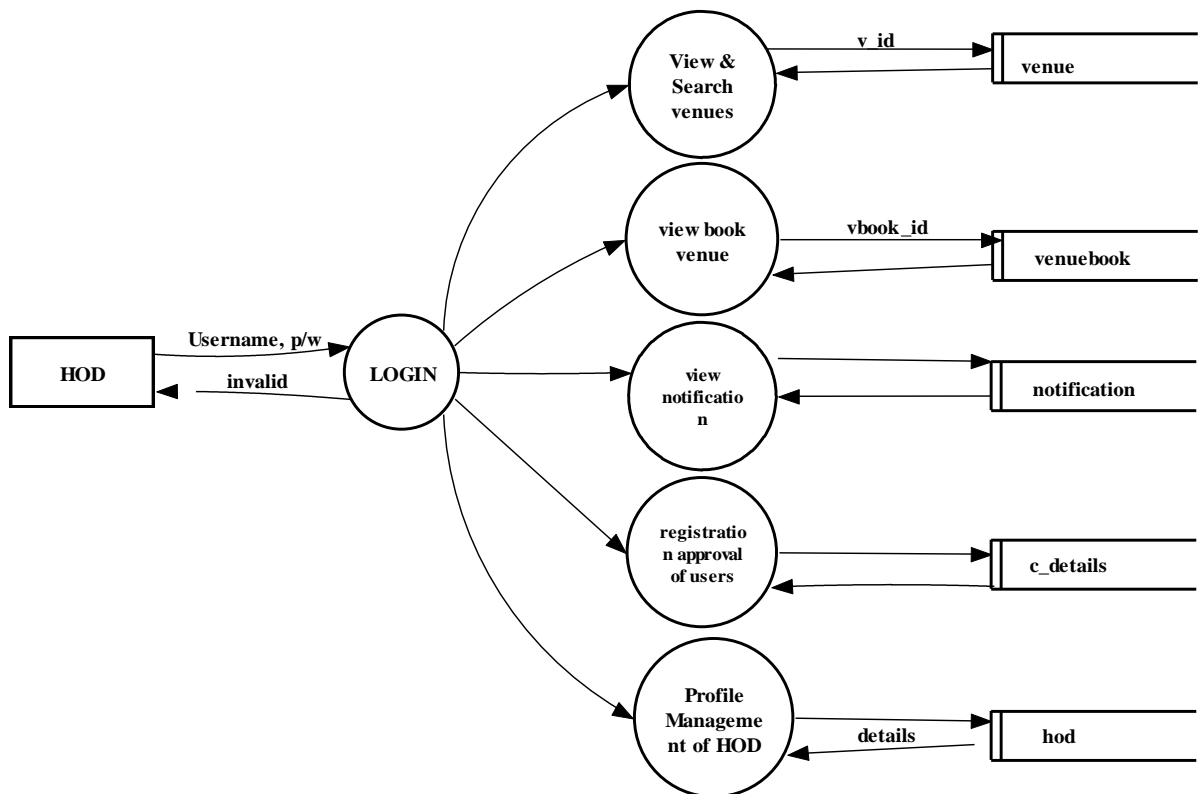 View &
Search
venues
v_id
venue
view book
venue
vbook_id
venuebook
HOD
Username, p/w
invalid
LOGIN
view
notificatio
n
notification
registratio
n approval
of users
c_details
Profile
Manageme
nt of HOD
details
hod